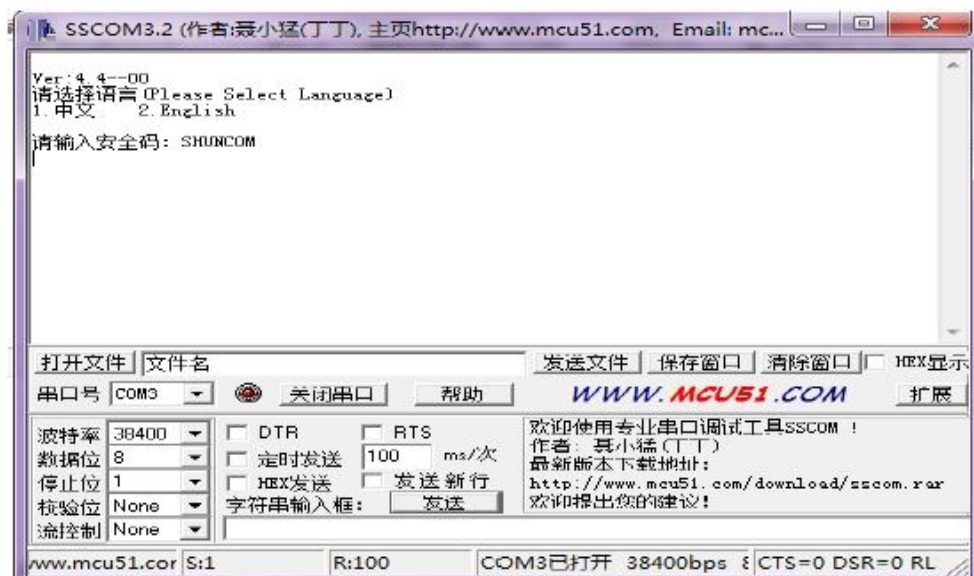 SSCOM3.2 (作者:聂小猛(丁丁), 主页http://www.mcu51.com, Email: mc...
Ver:4.4--00
请选择语言(Please Select Language)
1.中文 2.English
请输入安全码: SHUNCOM
打开文件 文件名 发送文件 保存窗口 清除窗口 HEX显示
串口号 COM3 关闭串口 帮助 WWW.MCU51.COM 扩展
波特率 38400 DTR RTS
数据位 8 定时发送 100 ms/次
停止位 1 HEX发送 发送新行
校验位 None 字符串输入框: 发送
流控制 None
欢迎使用专业串口调试工具SSCOM !
作者: 聂小猛(丁丁)
最新版本下载地址:
http://www.mcu51.com/download/sscom.rar
欢迎提出您的建议!
www.mcu51.cor S:1 R:100 COM3已打开 38400bps 8 CTS=0 DSR=0 RL